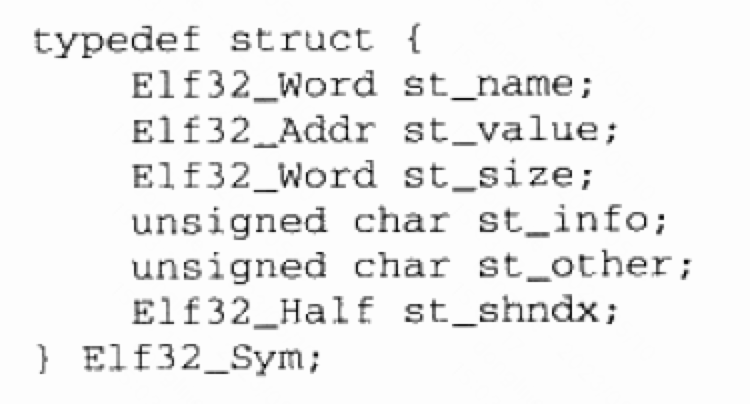 typedef struct {
    Elf32_Word st_name;
    Elf32_Addr st_value;
    Elf32_Word st_size;
    unsigned char st_info;
    unsigned char st_other;
    Elf32_Half st_shndx;
} Elf32_Sym;